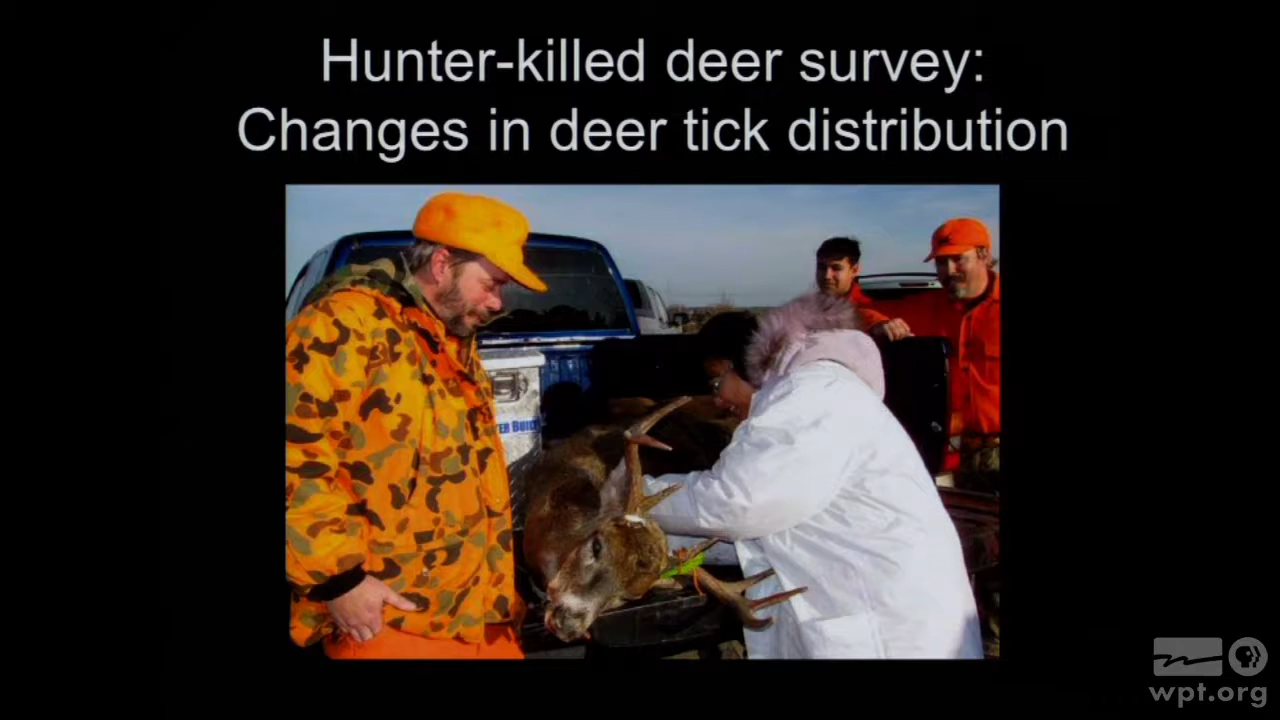 Hunter-killed deer survey:
Changes in deer tick distribution
wpt.org